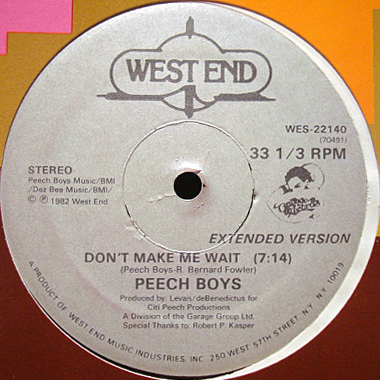 WEST END
WES-22140
(70491)
33 1/3 RPM
STEREO
Peech Boys Music/BMI
/Dez Bee Music/BMI/
© ℗ 1982 West End
EXTENDED VERSION
DON'T MAKE ME WAIT (7:14)
(Peech Boys-R. Bernard Fowler)
PEECH BOYS
Produced by: Levan/deBenedictus for
Citi Peech Productions
A Division of the Garage Group Ltd.
Special Thanks to: Robert P. Kasper
A PRODUCT OF WEST END MUSIC INDUSTRIES INC 250 WEST 57TH STREET NY, NY 10019